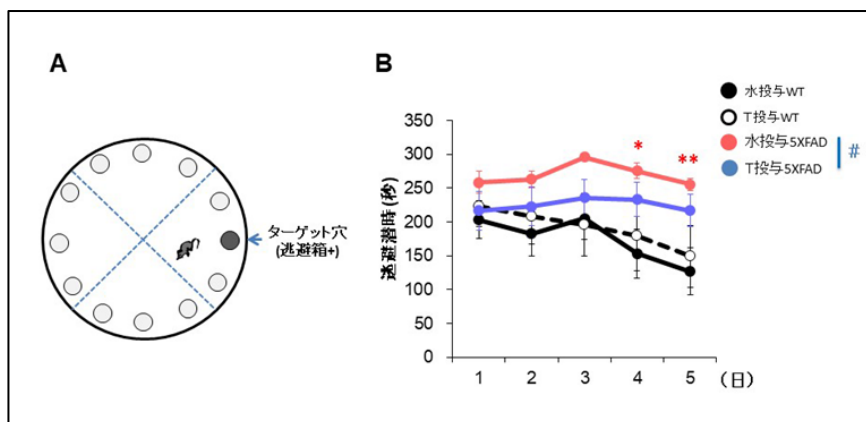 A
ターゲット穴
(逃避箱+)
B
水投与WT
T投与WT
水投与5XFAD
T投与5XFAD
#
逃避潜時(秒)
350
300
250
200
150
100
50
0
*
**
1 2 3 4 5 (日)